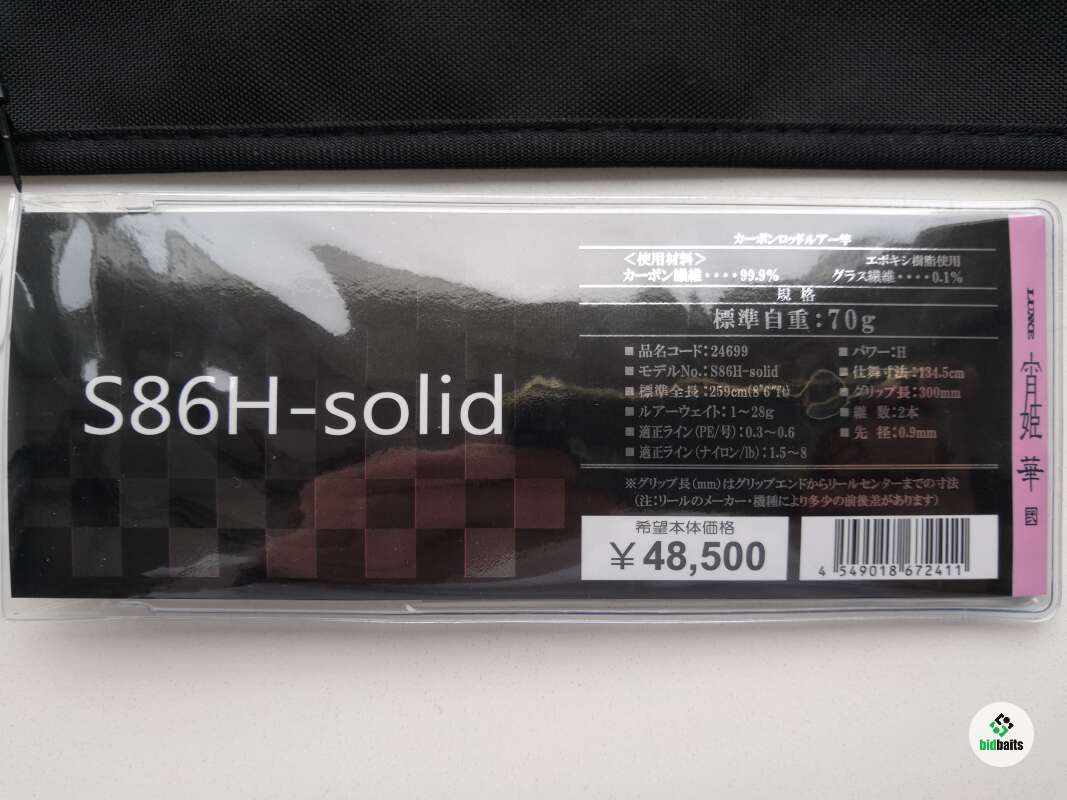 S86H-solid
カーボンロッドルアー竿
＜使用材料＞ エポキシ樹脂使用
カーボン繊維････99.9% グラス繊維････0.1%
規格
標準自重：70g
■品名コード：24699
■モデルNo.：S86H-solid
■標準全長：259cm(8'6"ft)
■ルアーウェイト：1〜28g
■適正ライン(PE/号)：0.3〜0.6
■適正ライン(ナイロン/lb)：1.5〜8
■パワー：H
■仕舞寸法：134.5cm
■グリップ長：300mm
■継数：2本
■先径：0.9mm
※グリップ長(mm)はグリップエンドからリールセンターまでの寸法
(注：リールのメーカー・機種により多少の前後差があります)
希望本体価格
￥48,500
4 549018 672411
宵姫 華
bidbaits